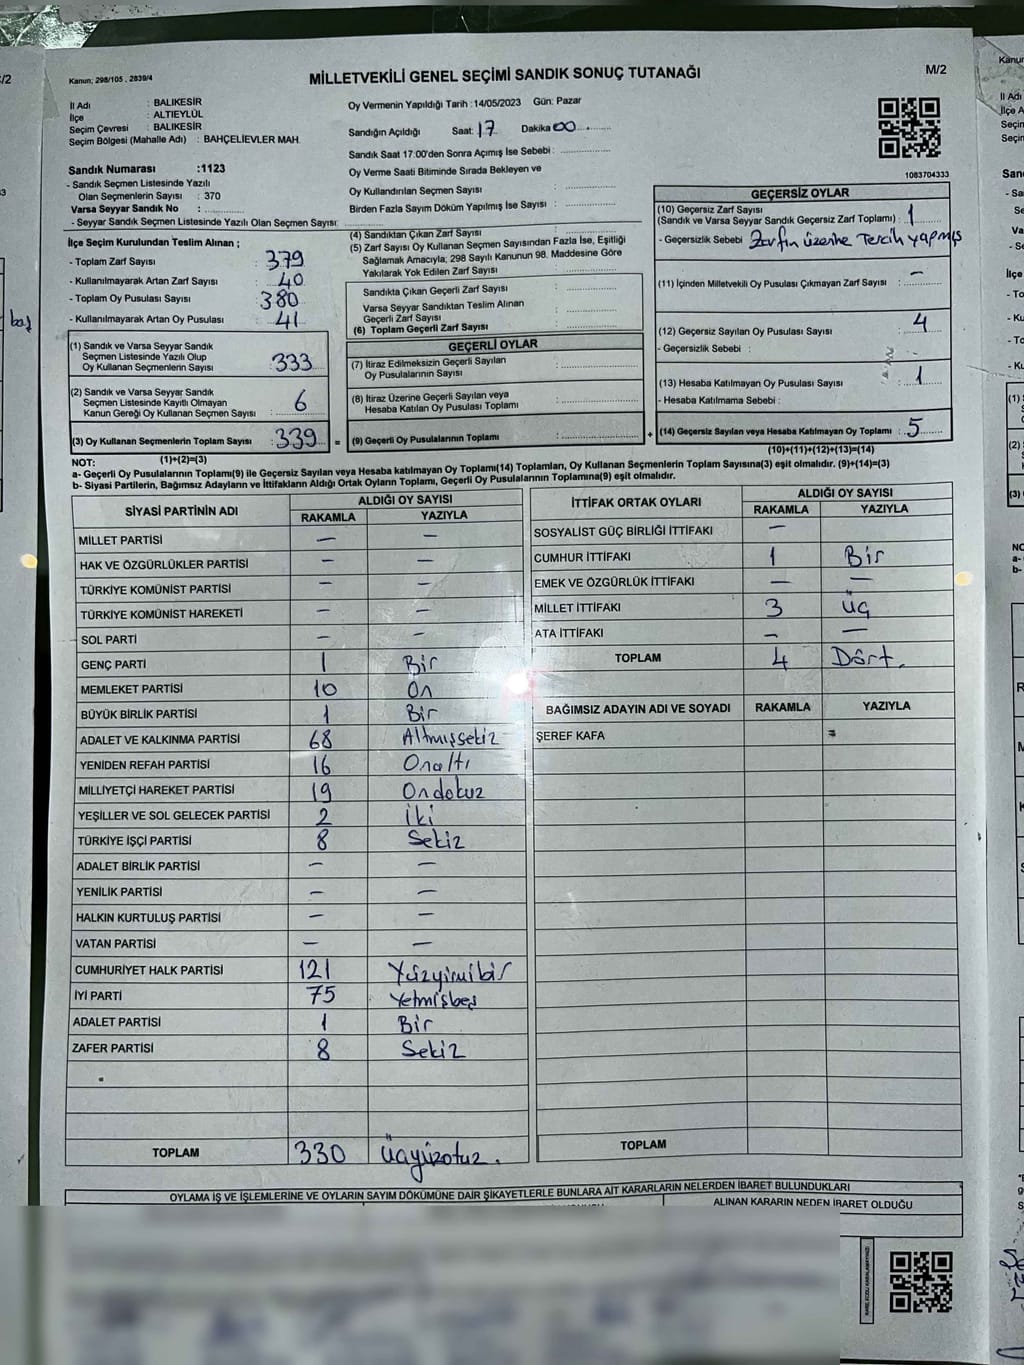 Kanun; 298/105 , 2839/4
MİLLETVEKİLİ GENEL SEÇİMİ SANDIK SONUÇ TUTANAĞI
M/2
İl Adı : BALIKESİR
İlçe : ALTIEYLÜL
Seçim Çevresi : BALIKESİR
Seçim Bölgesi (Mahalle Adı) : BAHÇELİEVLER MAH.
Sandık Numarası :1123
- Sandık Seçmen Listesinde Yazılı
Olan Seçmenlerin Sayısı : 370
Varsa Seyyar Sandık No :
- Seyyar Sandık Seçmen Listesinde Yazılı Olan Seçmen Sayısı:
Oy Vermenin Yapıldığı Tarih :14/05/2023 Gün: Pazar
Sandığın Açıldığı Saat: 17 Dakika 00
Sandık Saat 17:00'den Sonra Açımış İse Sebebi :
Oy Verme Saati Bitiminde Sırada Bekleyen ve
Oy Kullandırılan Seçmen Sayısı :
Birden Fazla Sayım Döküm Yapılmış İse Sayısı :
1083704333
İlçe Seçim Kurulundan Teslim Alınan ;
- Toplam Zarf Sayısı : 379
- Kullanılmayarak Artan Zarf Sayısı : 40
- Toplam Oy Pusulası Sayısı : 380
- Kullanılmayarak Artan Oy Pusulası : 41
(1) Sandık ve Varsa Seyyar Sandık
Seçmen Listesinde Yazılı Olup
Oy Kullanan Seçmenlerin Sayısı : 333
(2) Sandık ve Varsa Seyyar Sandık
Seçmen Listesinde Kayıtlı Olmayan
Kanun Gereği Oy Kullanan Seçmen Sayısı : 6
(3) Oy Kullanan Seçmenlerin Toplam Sayısı : 339 =
(1)+(2)=(3)
(4) Sandıktan Çıkan Zarf Sayısı :
(5) Zarf Sayısı Oy Kullanan Seçmen Sayısından Fazla İse, Eşitliği
Sağlamak Amacıyla; 298 Sayılı Kanunun 98. Maddesine Göre
Yakılarak Yok Edilen Zarf Sayısı :
Sandıkta Çıkan Geçerli Zarf Sayısı :
Varsa Seyyar Sandıktan Teslim Alınan
Geçerli Zarf Sayısı :
(6) Toplam Geçerli Zarf Sayısı :
GEÇERLİ OYLAR
(7) İtiraz Edilmeksizin Geçerli Sayılan
Oy Pusulalarının Sayısı :
(8) İtiraz Üzerine Geçerli Sayılan veya
Hesaba Katılan Oy Pusulası Toplamı :
(9) Geçerli Oy Pusulalarının Toplamı : +
GEÇERSİZ OYLAR
(10) Geçersiz Zarf Sayısı
(Sandık ve Varsa Seyyar Sandık Geçersiz Zarf Toplamı) : 1
- Geçersizlik Sebebi Zarfın üzerine Tercih yapmış
(11) İçinden Milletvekili Oy Pusulası Çıkmayan Zarf Sayısı : —
(12) Geçersiz Sayılan Oy Pusulası Sayısı : 4
- Geçersizlik Sebebi :
(13) Hesaba Katılmayan Oy Pusulası Sayısı : 1
- Hesaba Katılmama Sebebi :
(14) Geçersiz Sayılan veya Hesaba Katılmayan Oy Toplamı : 5
(10)+(11)+(12)+(13)=(14)
NOT:
a- Geçerli Oy Pusulalarının Toplamı(9) ile Geçersiz Sayılan veya Hesaba katılmayan Oy Toplamı(14) Toplamları, Oy Kullanan Seçmenlerin Toplam Sayısına(3) eşit olmalıdır. (9)+(14)=(3)
b- Siyasi Partilerin, Bağımsız Adayların ve İttifakların Aldığı Ortak Oyların Toplamı, Geçerli Oy Pusulalarının Toplamına(9) eşit olmalıdır.
SİYASİ PARTİNİN ADI ALDIĞI OY SAYISI
RAKAMLA YAZIYLA
MİLLET PARTİSİ — —
HAK VE ÖZGÜRLÜKLER PARTİSİ — —
TÜRKİYE KOMÜNİST PARTİSİ — —
TÜRKİYE KOMÜNİST HAREKETİ — —
SOL PARTİ — —
GENÇ PARTİ 1 Bir
MEMLEKET PARTİSİ 10 On
BÜYÜK BİRLİK PARTİSİ 1 Bir
ADALET VE KALKINMA PARTİSİ 68 Altmışsekiz
YENİDEN REFAH PARTİSİ 16 Onaltı
MİLLİYETÇİ HAREKET PARTİSİ 19 Ondokuz
YEŞİLLER VE SOL GELECEK PARTİSİ 2 İki
TÜRKİYE İŞÇİ PARTİSİ 8 Sekiz
ADALET BİRLİK PARTİSİ — —
YENİLİK PARTİSİ — —
HALKIN KURTULUŞ PARTİSİ — —
VATAN PARTİSİ — —
CUMHURİYET HALK PARTİSİ 121 Yüzyirmibir
İYİ PARTİ 75 Yetmişbeş
ADALET PARTİSİ 1 Bir
ZAFER PARTİSİ 8 Sekiz
TOPLAM 330 Üçyüzotuz.
İTTİFAK ORTAK OYLARI ALDIĞI OY SAYISI
RAKAMLA YAZIYLA
SOSYALİST GÜÇ BİRLİĞİ İTTİFAKI —
CUMHUR İTTİFAKI 1 Bir
EMEK VE ÖZGÜRLÜK İTTİFAKI — —
MİLLET İTTİFAKI 3 Üç
ATA İTTİFAKI — —
TOPLAM 4 Dört.
BAĞIMSIZ ADAYIN ADI VE SOYADI RAKAMLA YAZIYLA
ŞEREF KAFA
TOPLAM
OYLAMA İŞ VE İŞLEMLERİNE VE OYLARIN SAYIM DÖKÜMÜNE DAİR ŞİKAYETLERLE BUNLARA AİT KARARLARIN NELERDEN İBARET BULUNDUKLARI
ALINAN KARARIN NEDEN İBARET OLDUĞU